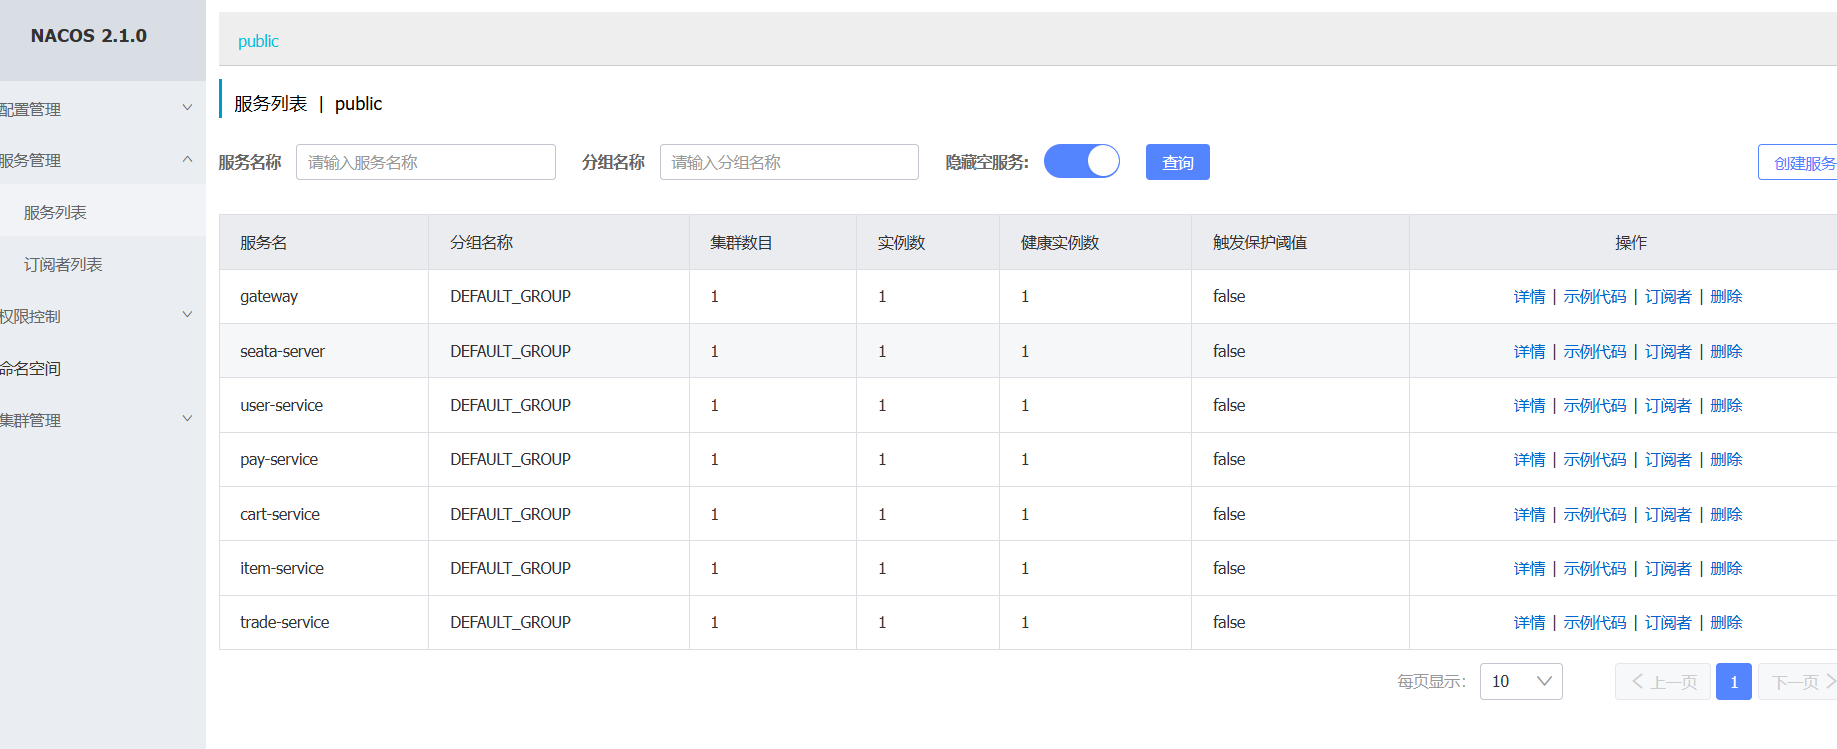 NACOS 2.1.0
配置管理
服务管理
服务列表
订阅者列表
权限控制
命名空间
集群管理
public
服务列表 | public
服务名称 请输入服务名称 分组名称 请输入分组名称 隐藏空服务: 查询 创建服务
服务名 分组名称 集群数目 实例数 健康实例数 触发保护阈值 操作
gateway DEFAULT_GROUP 1 1 1 false 详情 | 示例代码 | 订阅者 | 删除
seata-server DEFAULT_GROUP 1 1 1 false 详情 | 示例代码 | 订阅者 | 删除
user-service DEFAULT_GROUP 1 1 1 false 详情 | 示例代码 | 订阅者 | 删除
pay-service DEFAULT_GROUP 1 1 1 false 详情 | 示例代码 | 订阅者 | 删除
cart-service DEFAULT_GROUP 1 1 1 false 详情 | 示例代码 | 订阅者 | 删除
item-service DEFAULT_GROUP 1 1 1 false 详情 | 示例代码 | 订阅者 | 删除
trade-service DEFAULT_GROUP 1 1 1 false 详情 | 示例代码 | 订阅者 | 删除
每页显示: 10 上一页 1 下一页